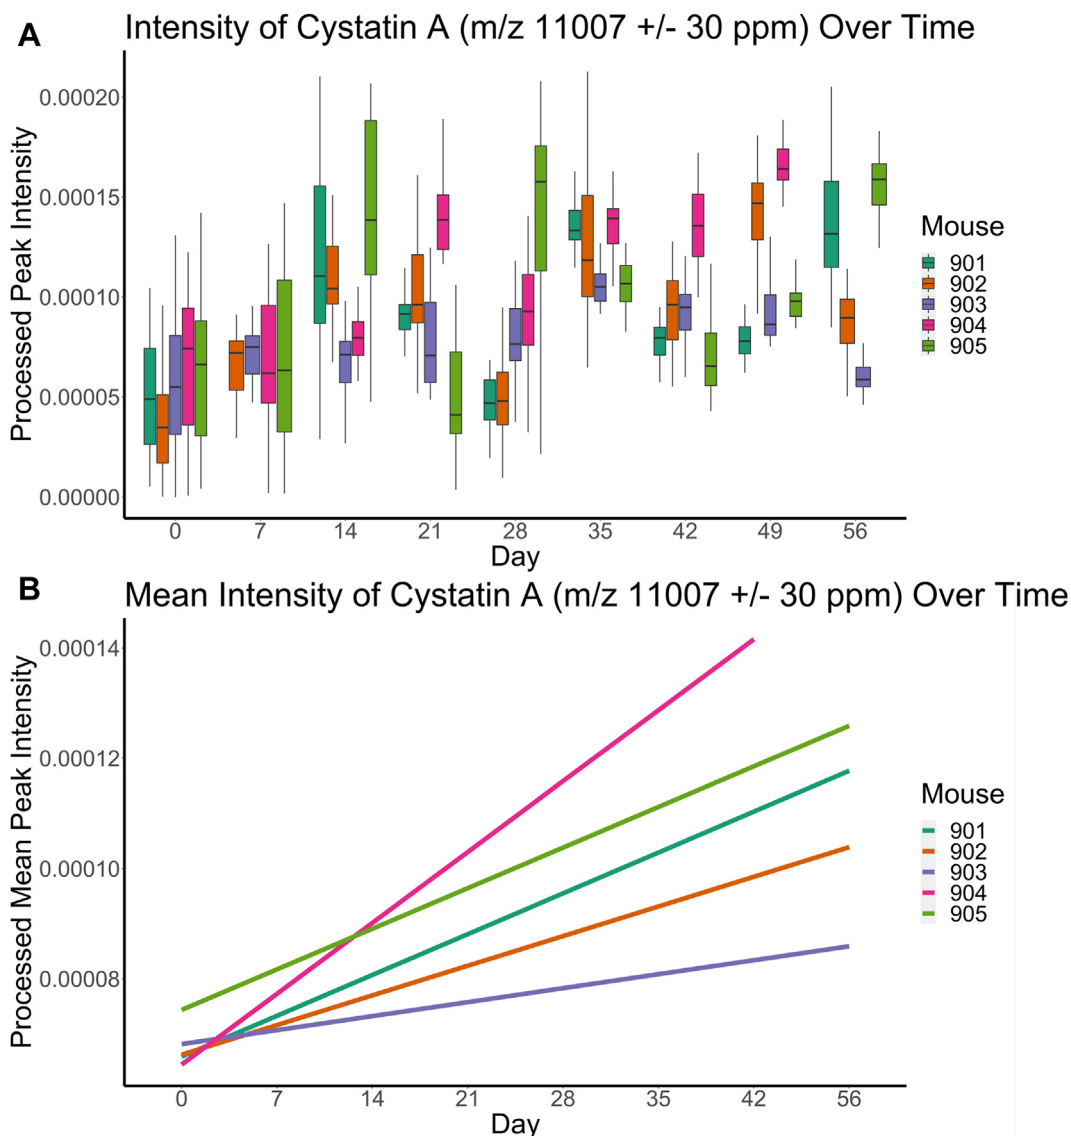 A
Intensity of Cystatin A (m/z 11007 +/- 30 ppm) Over Time
Processed Peak Intensity
0.00020
0.00015
0.00010
0.00005
0.00000
0 7 14 21 28 35 42 49 56
Day
Mouse
901
902
903
904
905
B
Mean Intensity of Cystatin A (m/z 11007 +/- 30 ppm) Over Time
Processed Mean Peak Intensity
0.00014
0.00012
0.00010
0.00008
0 7 14 21 28 35 42 56
Day
Mouse
901
902
903
904
905